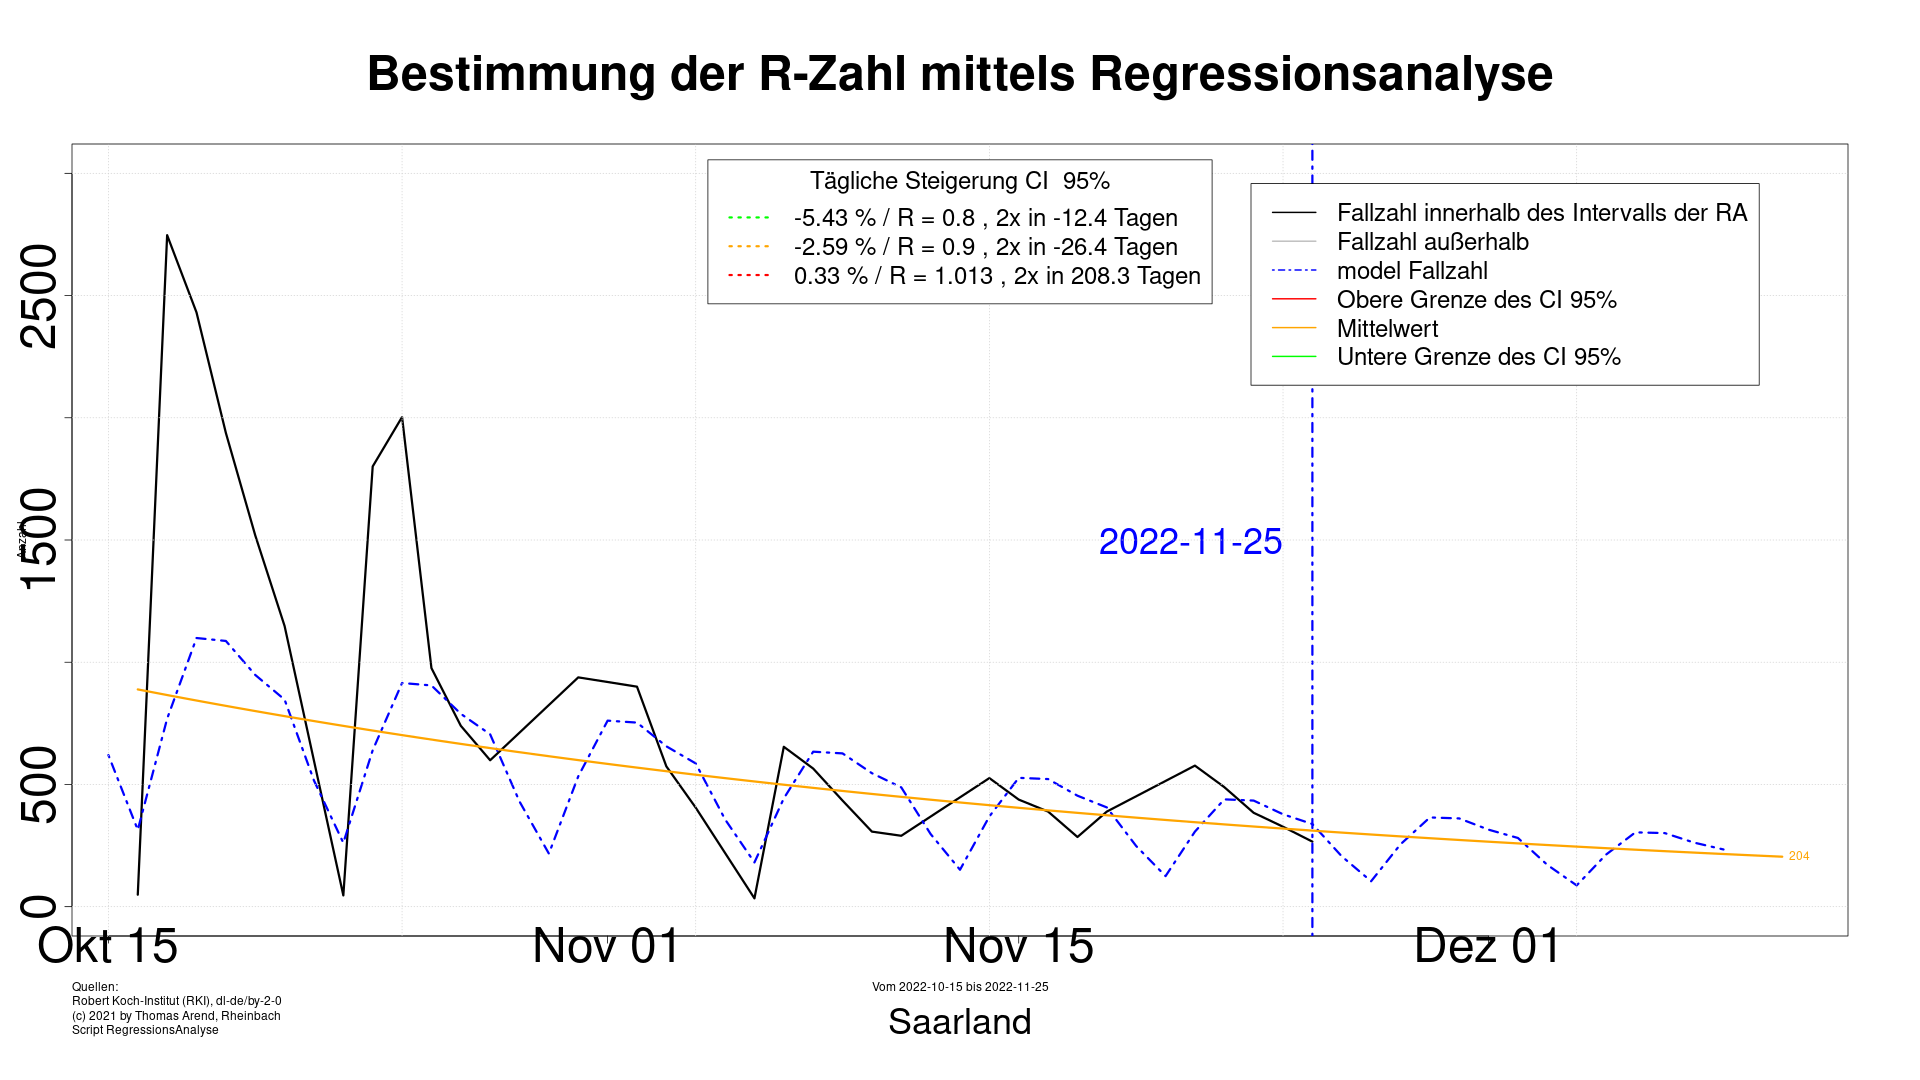 Bestimmung der R-Zahl mittels Regressionsanalyse
Tägliche Steigerung CI  95%
-5.43 % / R = 0.8 , 2x in -12.4 Tagen
-2.59 % / R = 0.9 , 2x in -26.4 Tagen
0.33 % / R = 1.013 , 2x in 208.3 Tagen
Fallzahl innerhalb des Intervalls der RA
Fallzahl außerhalb
model Fallzahl
Obere Grenze des CI 95%
Mittelwert
Untere Grenze des CI 95%
2500
1500
500
0
Anzahl
2022-11-25
204
Okt 15
Nov 01
Nov 15
Dez 01
Quellen:
Robert Koch-Institut (RKI), dl-de/by-2-0
(c) 2021 by Thomas Arend, Rheinbach
Script RegressionsAnalyse
Vom 2022-10-15 bis 2022-11-25
Saarland